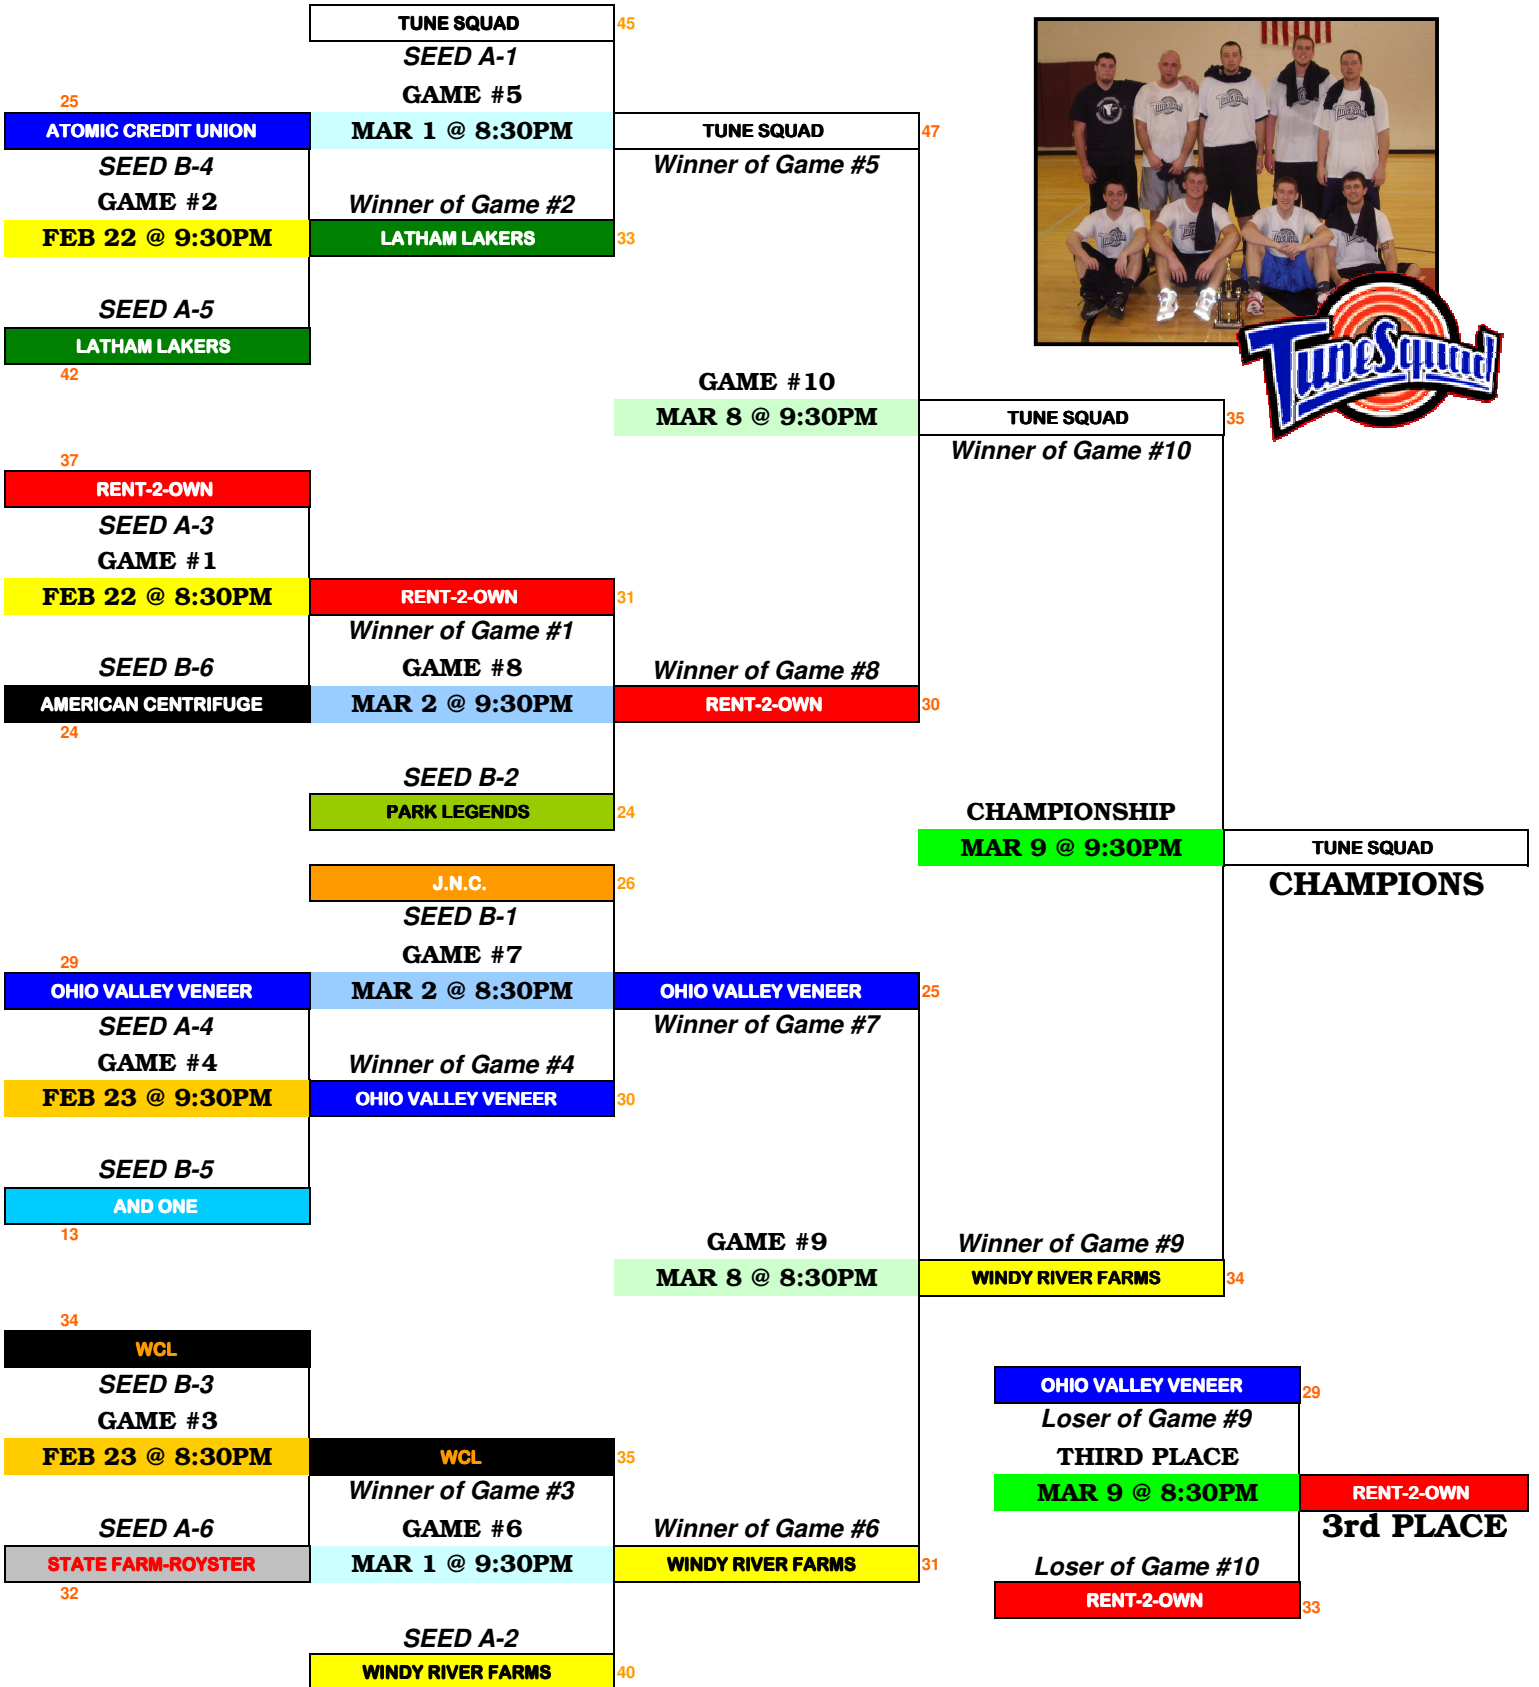 TUNE SQUAD
45
SEED A-1
GAME #5
25
ATOMIC CREDIT UNION
MAR 1 @ 8:30PM
TUNE SQUAD
47
SEED B-4
Winner of Game #5
GAME #2
Winner of Game #2
FEB 22 @ 9:30PM
LATHAM LAKERS
33
SEED A-5
LATHAM LAKERS
42
TuneSquad
GAME #10
MAR 8 @ 9:30PM
TUNE SQUAD
35
Winner of Game #10
37
RENT-2-OWN
SEED A-3
GAME #1
FEB 22 @ 8:30PM
RENT-2-OWN
31
Winner of Game #1
SEED B-6
GAME #8
Winner of Game #8
AMERICAN CENTRIFUGE
MAR 2 @ 9:30PM
RENT-2-OWN
30
24
SEED B-2
PARK LEGENDS
24
CHAMPIONSHIP
MAR 9 @ 9:30PM
TUNE SQUAD
CHAMPIONS
J.N.C.
26
SEED B-1
GAME #7
29
OHIO VALLEY VENEER
MAR 2 @ 8:30PM
OHIO VALLEY VENEER
25
SEED A-4
Winner of Game #7
GAME #4
Winner of Game #4
FEB 23 @ 9:30PM
OHIO VALLEY VENEER
30
SEED B-5
AND ONE
13
GAME #9
Winner of Game #9
MAR 8 @ 8:30PM
WINDY RIVER FARMS
34
34
WCL
SEED B-3
GAME #3
FEB 23 @ 8:30PM
WCL
35
Winner of Game #3
SEED A-6
GAME #6
Winner of Game #6
STATE FARM-ROYSTER
MAR 1 @ 9:30PM
WINDY RIVER FARMS
31
32
SEED A-2
WINDY RIVER FARMS
40
OHIO VALLEY VENEER
29
Loser of Game #9
THIRD PLACE
MAR 9 @ 8:30PM
RENT-2-OWN
3rd PLACE
Loser of Game #10
RENT-2-OWN
33